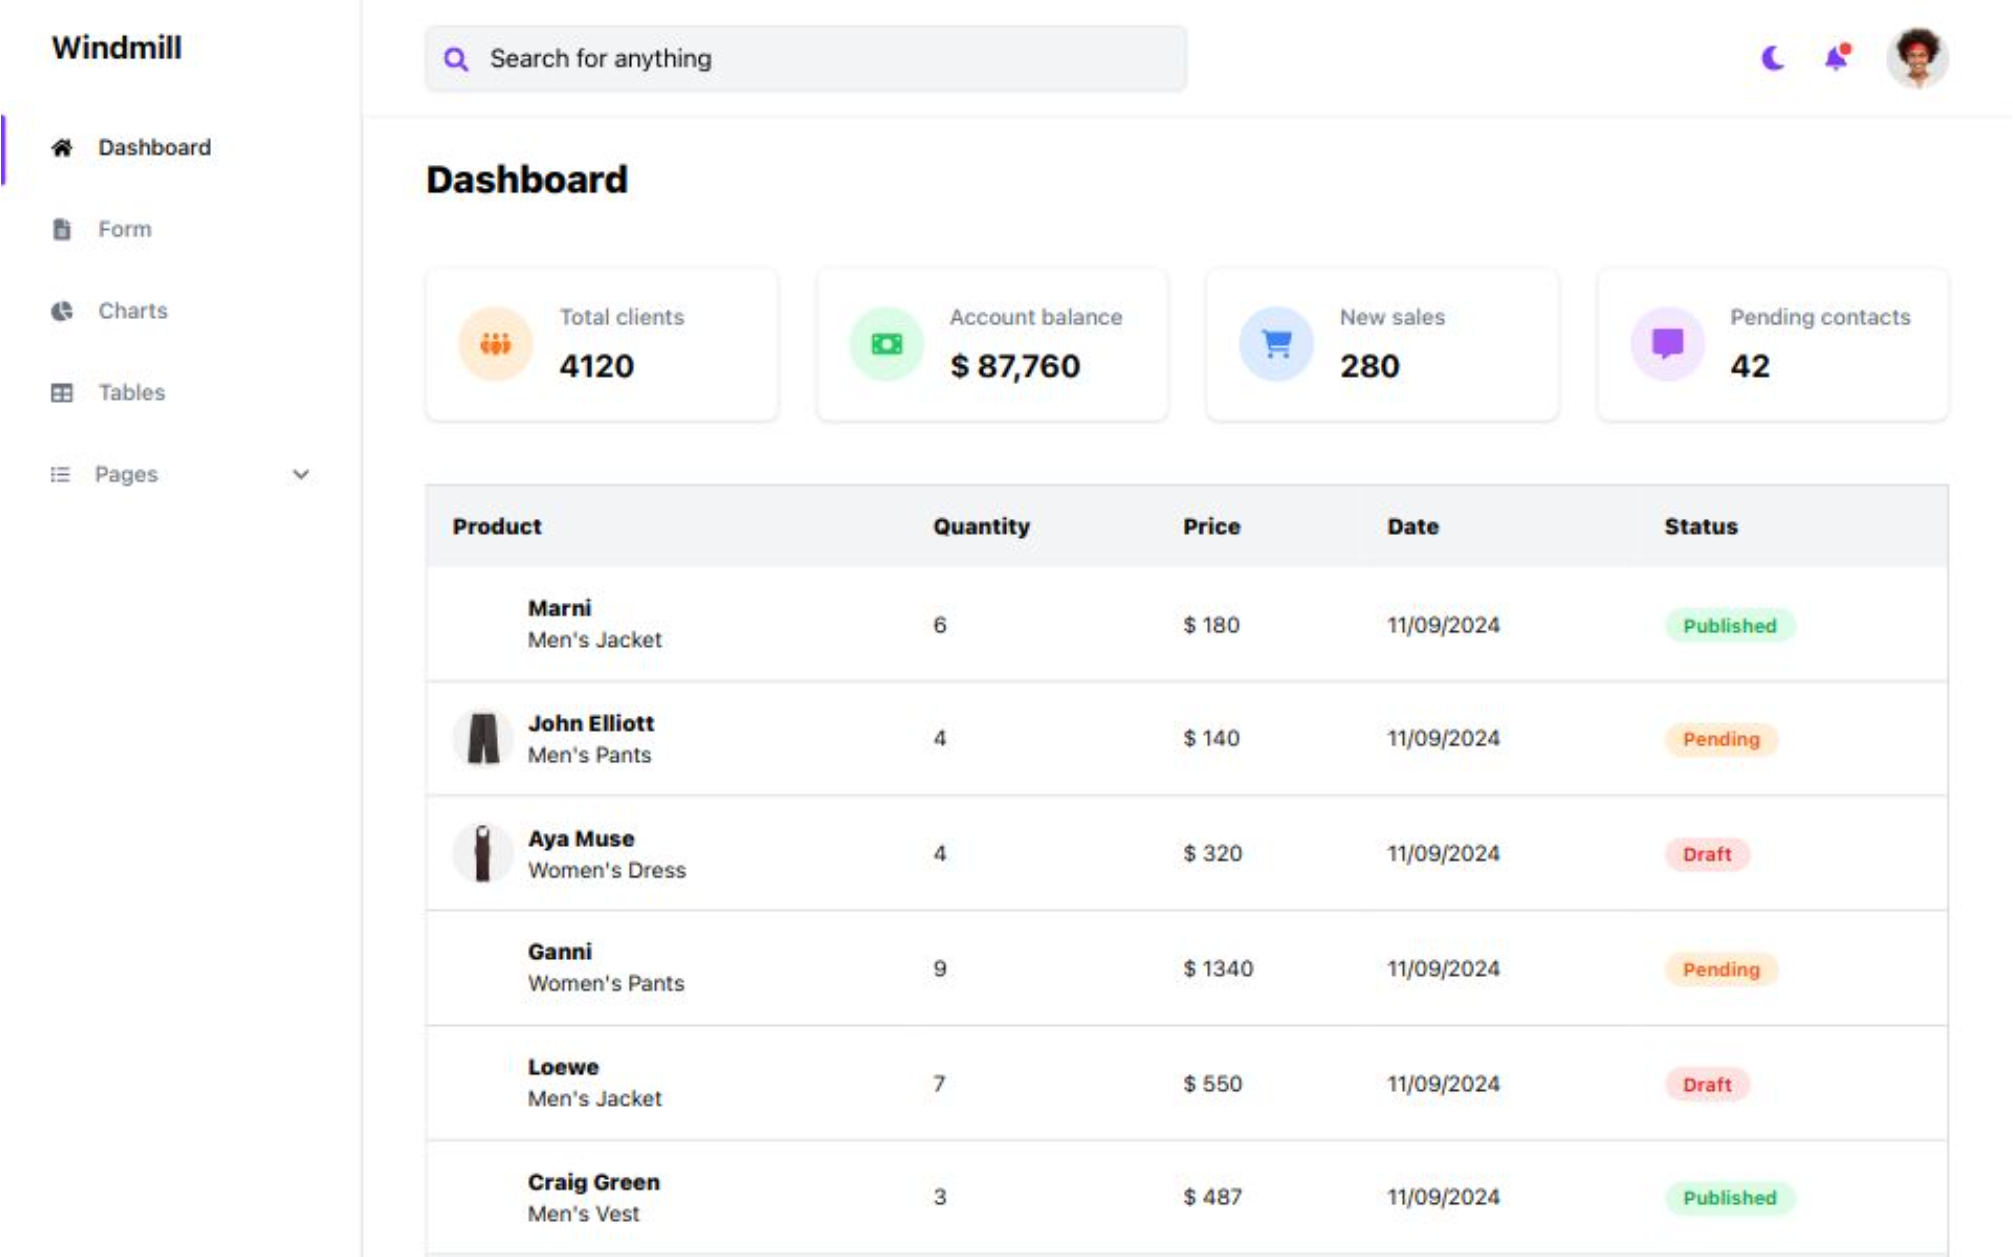 Windmill
Search for anything
Dashboard
Form
Charts
Tables
Pages
Dashboard
Total clients
4120
Account balance
$ 87,760
New sales
280
Pending contacts
42
Product Quantity Price Date Status
Marni
Men's Jacket
6 $ 180 11/09/2024 Published
John Elliott
Men's Pants
4 $ 140 11/09/2024 Pending
Aya Muse
Women's Dress
4 $ 320 11/09/2024 Draft
Ganni
Women's Pants
9 $ 1340 11/09/2024 Pending
Loewe
Men's Jacket
7 $ 550 11/09/2024 Draft
Craig Green
Men's Vest
3 $ 487 11/09/2024 Published